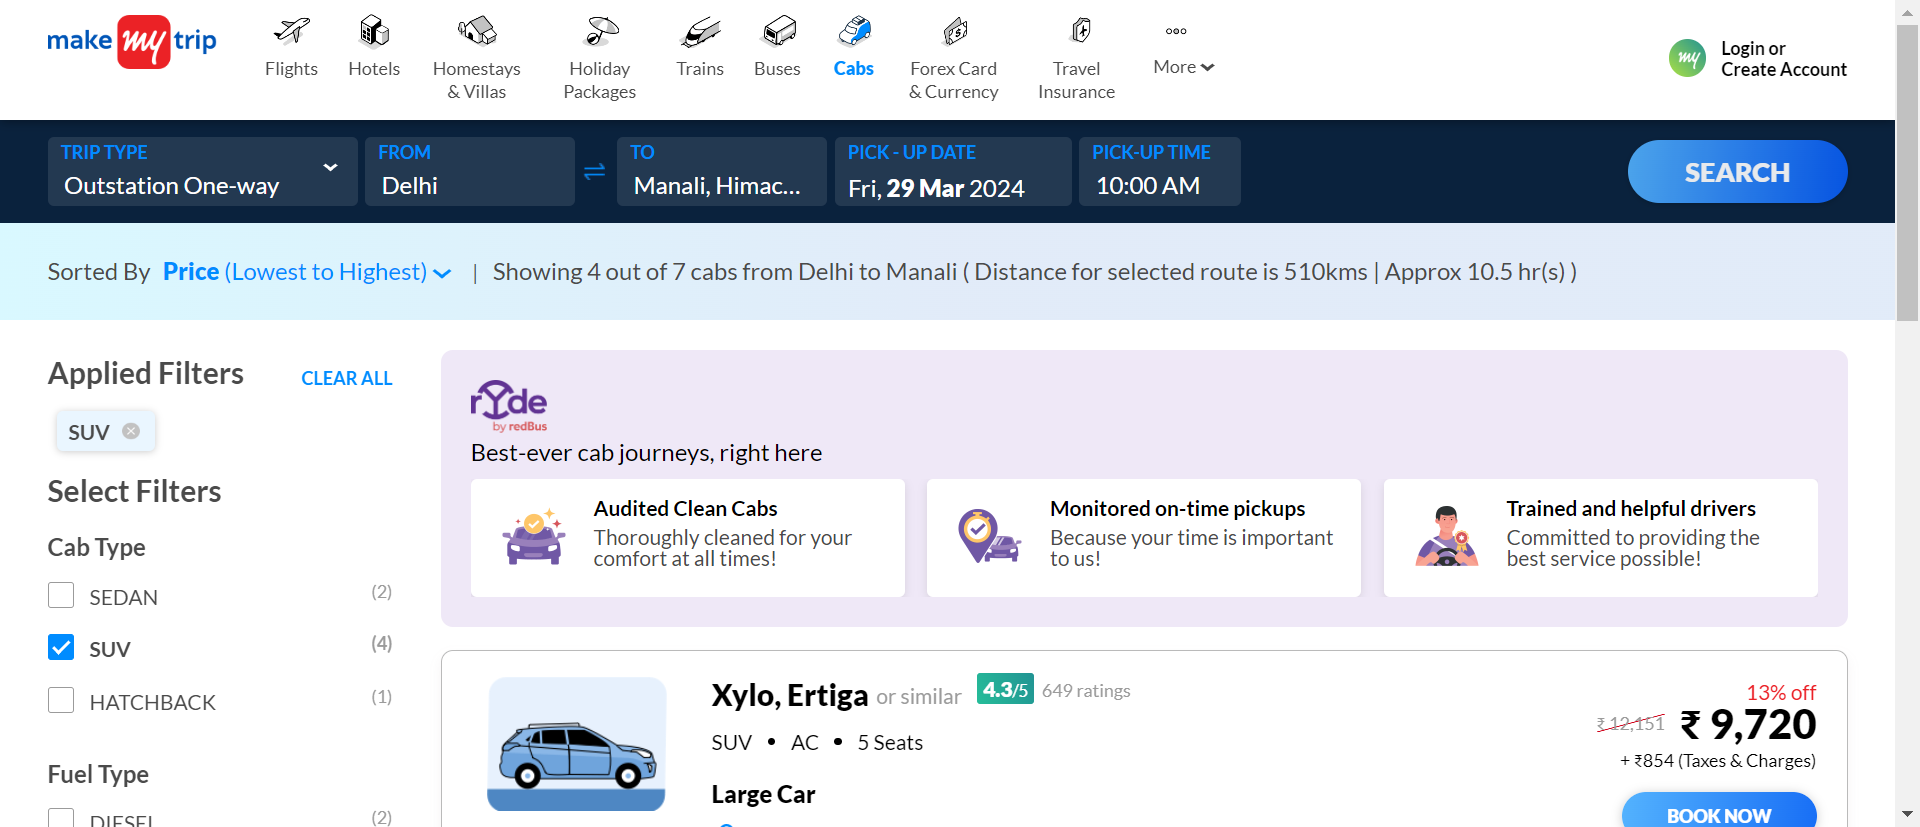 make my trip
Flights
Hotels
Homestays
& Villas
Holiday
Packages
Trains
Buses
Cabs
Forex Card
& Currency
Travel
Insurance
More
my
Login or
Create Account
TRIP TYPE
Outstation One-way
FROM
Delhi
TO
Manali, Himac...
PICK - UP DATE
Fri, 29 Mar 2024
PICK-UP TIME
10:00 AM
SEARCH
Sorted By Price (Lowest to Highest) | Showing 4 out of 7 cabs from Delhi to Manali ( Distance for selected route is 510kms | Approx 10.5 hr(s) )
Applied Filters
CLEAR ALL
SUV
Select Filters
Cab Type
SEDAN (2)
SUV (4)
HATCHBACK (1)
Fuel Type
DIESEL (2)
rYde
by redBus
Best-ever cab journeys, right here
Audited Clean Cabs
Thoroughly cleaned for your
comfort at all times!
Monitored on-time pickups
Because your time is important
to us!
Trained and helpful drivers
Committed to providing the
best service possible!
Xylo, Ertiga or similar 4.3/5 649 ratings
SUV • AC • 5 Seats
Large Car
13% off
₹ 12,151 ₹ 9,720
+ ₹854 (Taxes & Charges)
BOOK NOW